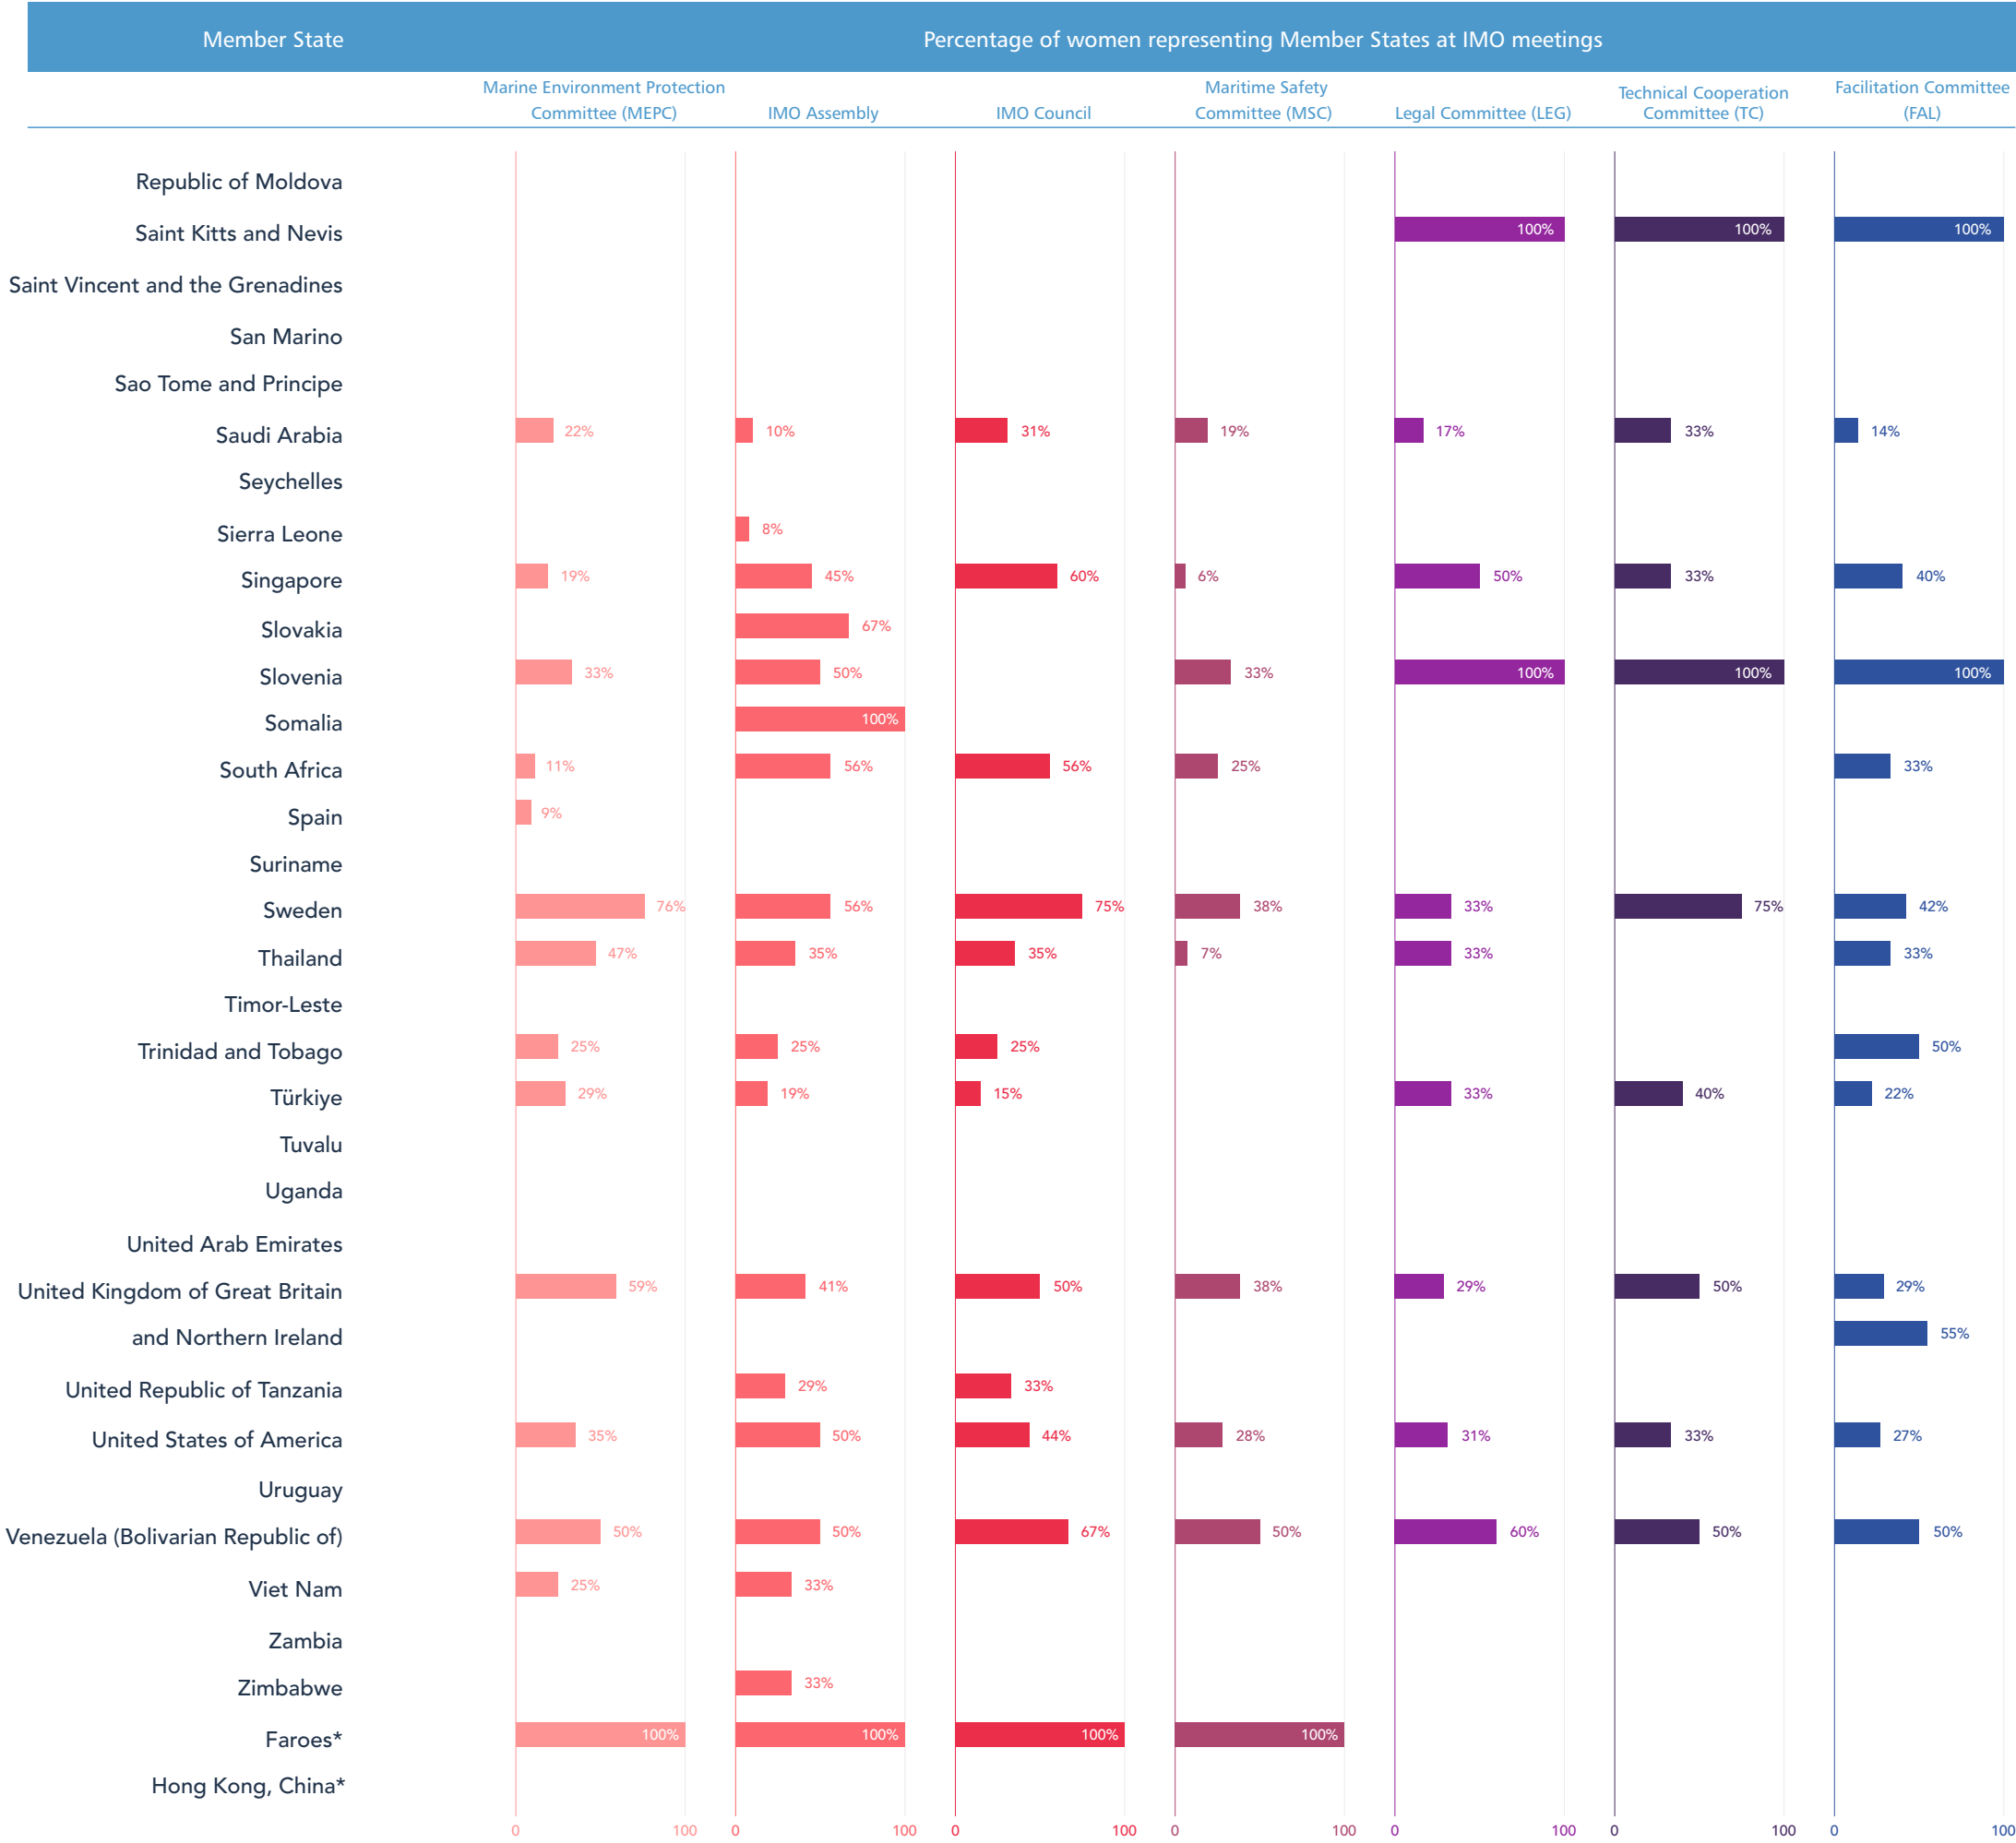 Member State Percentage of women representing Member States at IMO meetings
Marine Environment Protection Committee (MEPC) IMO Assembly IMO Council Maritime Safety Committee (MSC) Legal Committee (LEG) Technical Cooperation Committee (TC) Facilitation Committee (FAL)
Republic of Moldova
Saint Kitts and Nevis 100% 100% 100%
Saint Vincent and the Grenadines
San Marino
Sao Tome and Principe
Saudi Arabia 22% 10% 31% 19% 17% 33% 14%
Seychelles
Sierra Leone 8%
Singapore 19% 45% 60% 6% 50% 33% 40%
Slovakia 67%
Slovenia 33% 50% 33% 100% 100% 100%
Somalia 100%
South Africa 11% 56% 56% 25% 33%
Spain 9%
Suriname
Sweden 76% 56% 75% 38% 33% 75% 42%
Thailand 47% 35% 35% 7% 33% 33%
Timor-Leste
Trinidad and Tobago 25% 25% 25% 50%
Türkiye 29% 19% 15% 33% 40% 22%
Tuvalu
Uganda
United Arab Emirates
United Kingdom of Great Britain 59% 41% 50% 38% 29% 50% 29%
and Northern Ireland 55%
United Republic of Tanzania 29% 33%
United States of America 35% 50% 44% 28% 31% 33% 27%
Uruguay
Venezuela (Bolivarian Republic of) 50% 50% 67% 50% 60% 50% 50%
Viet Nam 25% 33%
Zambia
Zimbabwe 33%
Faroes* 100% 100% 100% 100%
Hong Kong, China*
0 100 0 100 0 100 0 100 0 100 0 100 0 100